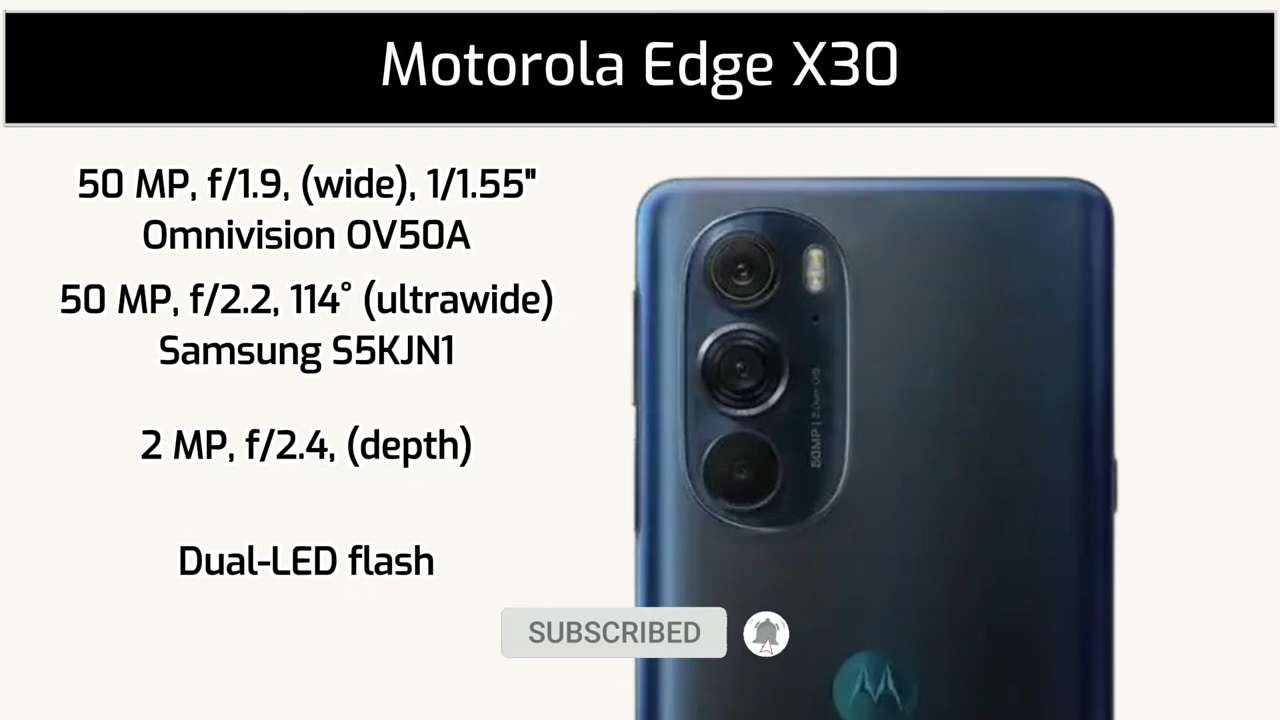 Motorola Edge X30
50 MP, f/1.9, (wide), 1/1.55"
Omnivision OV50A
50 MP, f/2.2, 114° (ultrawide)
Samsung S5KJN1
2 MP, f/2.4, (depth)
Dual-LED flash
50MP
SUBSCRIBED